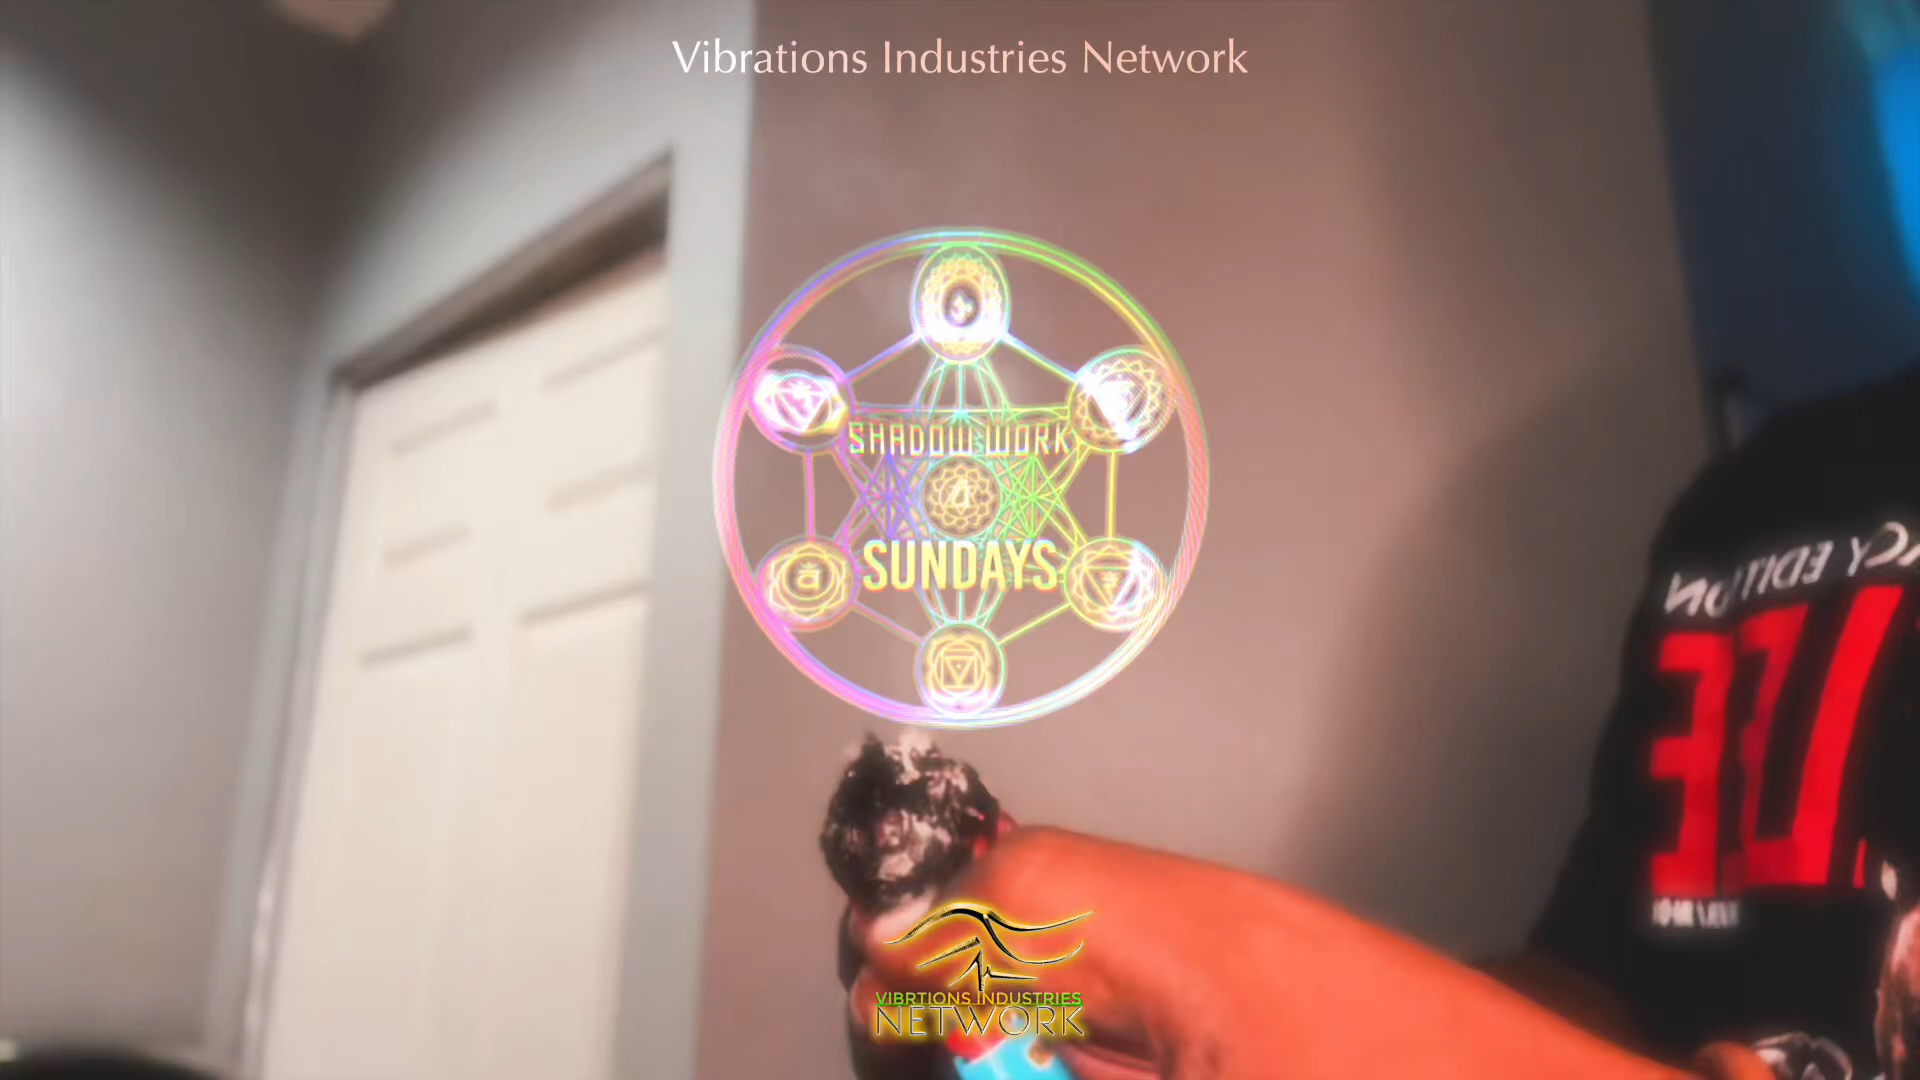 Vibrations Industries Network
SHADOW WORK
SUNDAYS
VIBRTIONS INDUSTRIES
NETWORK